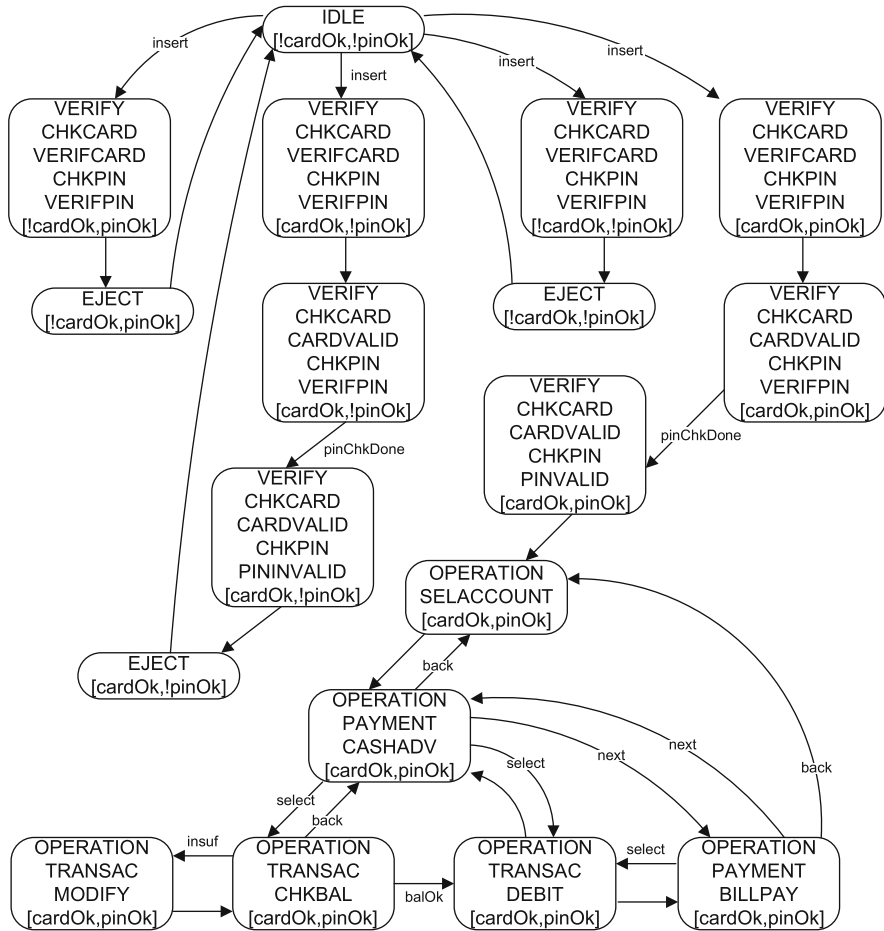 IDLE
[!cardOk,!pinOk]
insert
insert
insert
insert
VERIFY
CHKCARD
VERIFCARD
CHKPIN
VERIFPIN
[!cardOk,pinOk]
VERIFY
CHKCARD
VERIFCARD
CHKPIN
VERIFPIN
[cardOk,!pinOk]
VERIFY
CHKCARD
VERIFCARD
CHKPIN
VERIFPIN
[!cardOk,!pinOk]
VERIFY
CHKCARD
VERIFCARD
CHKPIN
VERIFPIN
[cardOk,pinOk]
EJECT
[!cardOk,pinOk]
VERIFY
CHKCARD
CARDVALID
CHKPIN
VERIFPIN
[cardOk,!pinOk]
EJECT
[!cardOk,!pinOk]
VERIFY
CHKCARD
CARDVALID
CHKPIN
VERIFPIN
[cardOk,pinOk]
pinChkDone
pinChkDone
VERIFY
CHKCARD
CARDVALID
CHKPIN
PINVALID
[cardOk,pinOk]
VERIFY
CHKCARD
CARDVALID
CHKPIN
PININVALID
[cardOk,!pinOk]
OPERATION
SELACCOUNT
[cardOk,pinOk]
EJECT
[cardOk,!pinOk]
back
OPERATION
PAYMENT
CASHADV
[cardOk,pinOk]
select
next
next
back
select
back
insuf
select
balOk
OPERATION
TRANSAC
MODIFY
[cardOk,pinOk]
OPERATION
TRANSAC
CHKBAL
[cardOk,pinOk]
OPERATION
TRANSAC
DEBIT
[cardOk,pinOk]
OPERATION
PAYMENT
BILLPAY
[cardOk,pinOk]